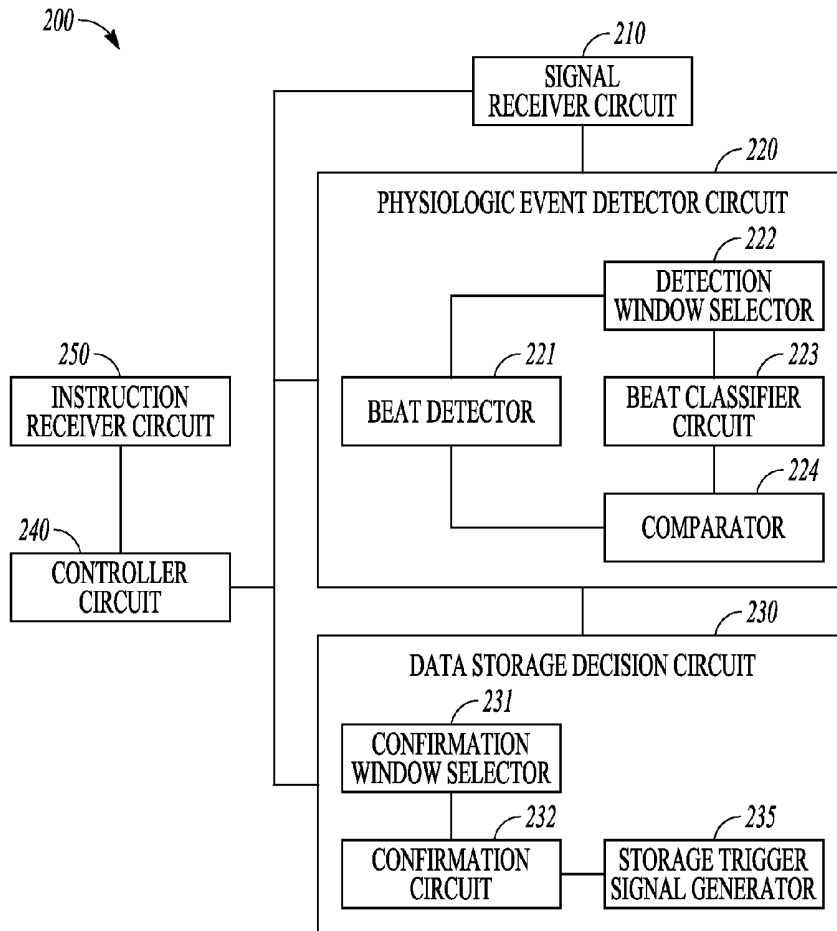 200
210
SIGNAL
RECEIVER CIRCUIT
220
PHYSIOLOGIC EVENT DETECTOR CIRCUIT
222
DETECTION
WINDOW SELECTOR
250
INSTRUCTION
RECEIVER CIRCUIT
221
BEAT DETECTOR
223
BEAT CLASSIFIER
CIRCUIT
224
COMPARATOR
240
CONTROLLER
CIRCUIT
230
DATA STORAGE DECISION CIRCUIT
231
CONFIRMATION
WINDOW SELECTOR
232
CONFIRMATION
CIRCUIT
235
STORAGE TRIGGER
SIGNAL GENERATOR